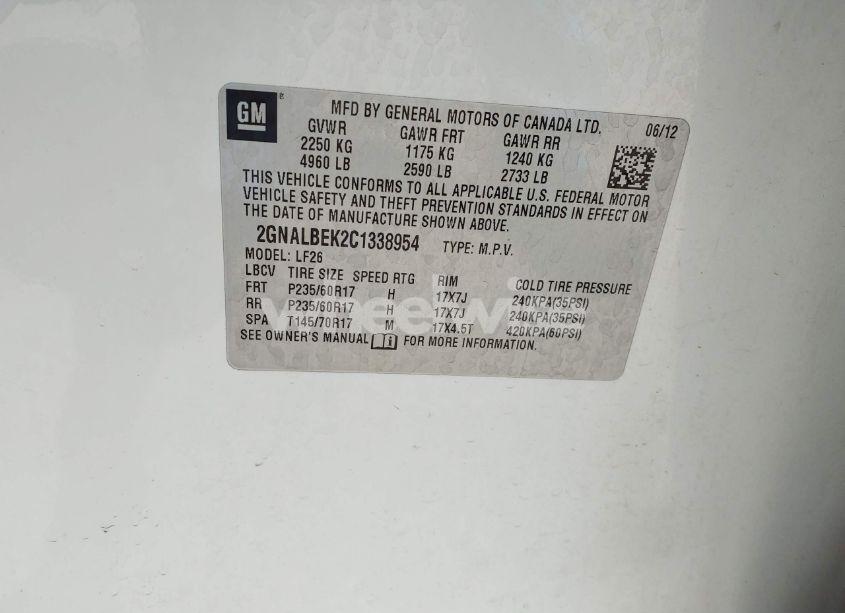 GM
MFD BY GENERAL MOTORS OF CANADA LTD. 06/12
GVWR GAWR FRT GAWR RR
2250 KG 1175 KG 1240 KG
4960 LB 2590 LB 2733 LB
THIS VEHICLE CONFORMS TO ALL APPLICABLE U.S. FEDERAL MOTOR
VEHICLE SAFETY AND THEFT PREVENTION STANDARDS IN EFFECT ON
THE DATE OF MANUFACTURE SHOWN ABOVE.
2GNALBEK2C1338954 TYPE: M.P.V.
MODEL: LF26
LBCV TIRE SIZE SPEED RTG RIM COLD TIRE PRESSURE
FRT P235/60R17 H 17X7J 240KPA(35PSI)
RR P235/60R17 H 17X7J 240KPA(35PSI)
SPA T145/70R17 M 17X4.5T 420KPA(60PSI)
SEE OWNER'S MANUAL FOR MORE INFORMATION.